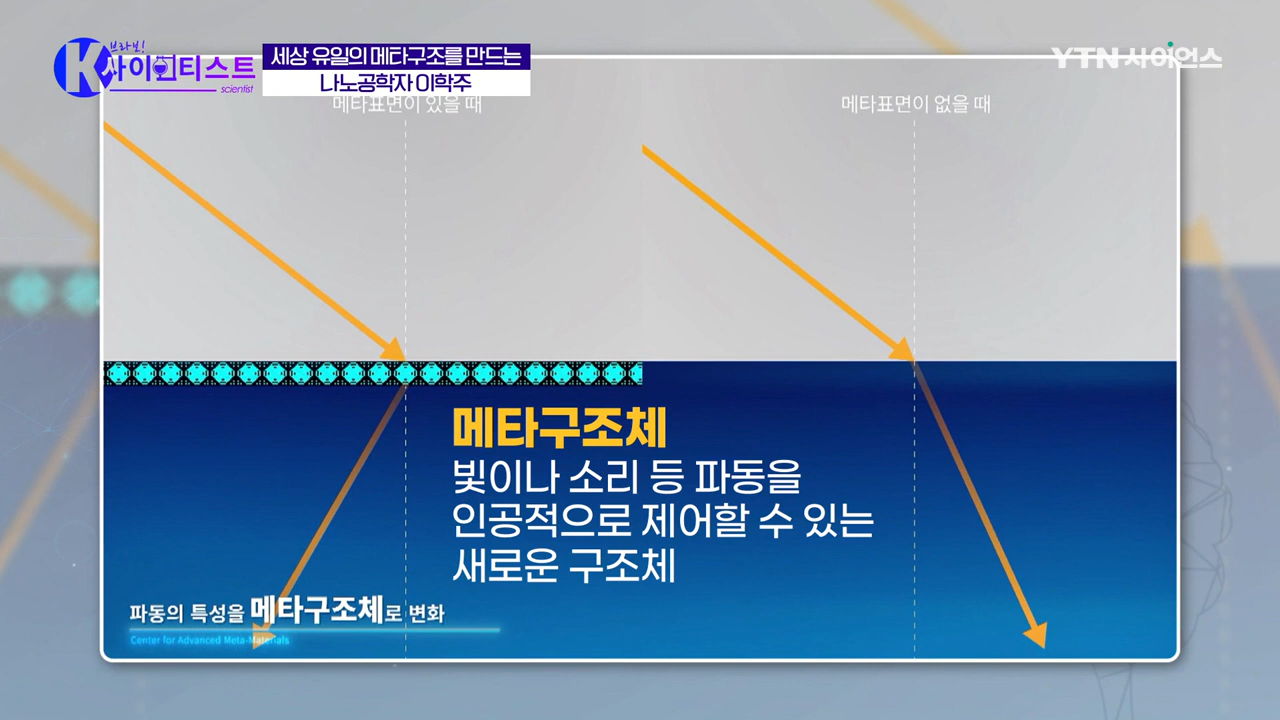 브라보!
K사이언티스트
scientist
세상 유일의 메타구조를 만드는
나노공학자 이학주
YTN 사이언스
메타표면이 있을 때
메타표면이 없을 때
메타구조체
빛이나 소리 등 파동을
인공적으로 제어할 수 있는
새로운 구조체
파동의 특성을 메타구조체로 변화
Center for Advanced Meta-Materials